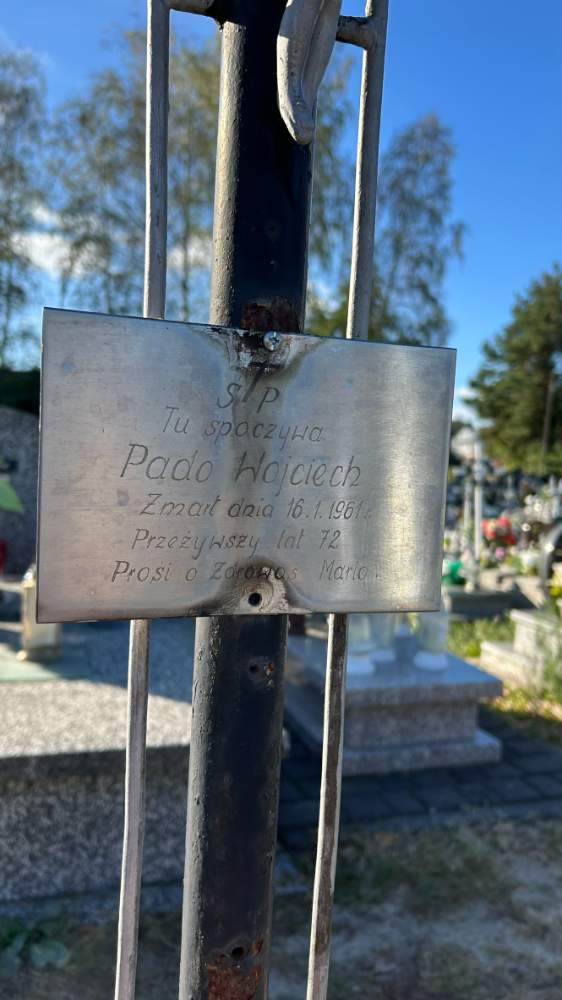 Ś P
Tu spoczywa
Pado Wojciech
Zmarł dnia 16.1.1961 r.
Przeżywszy lat 72
Prosi o Zdrowaś Maria